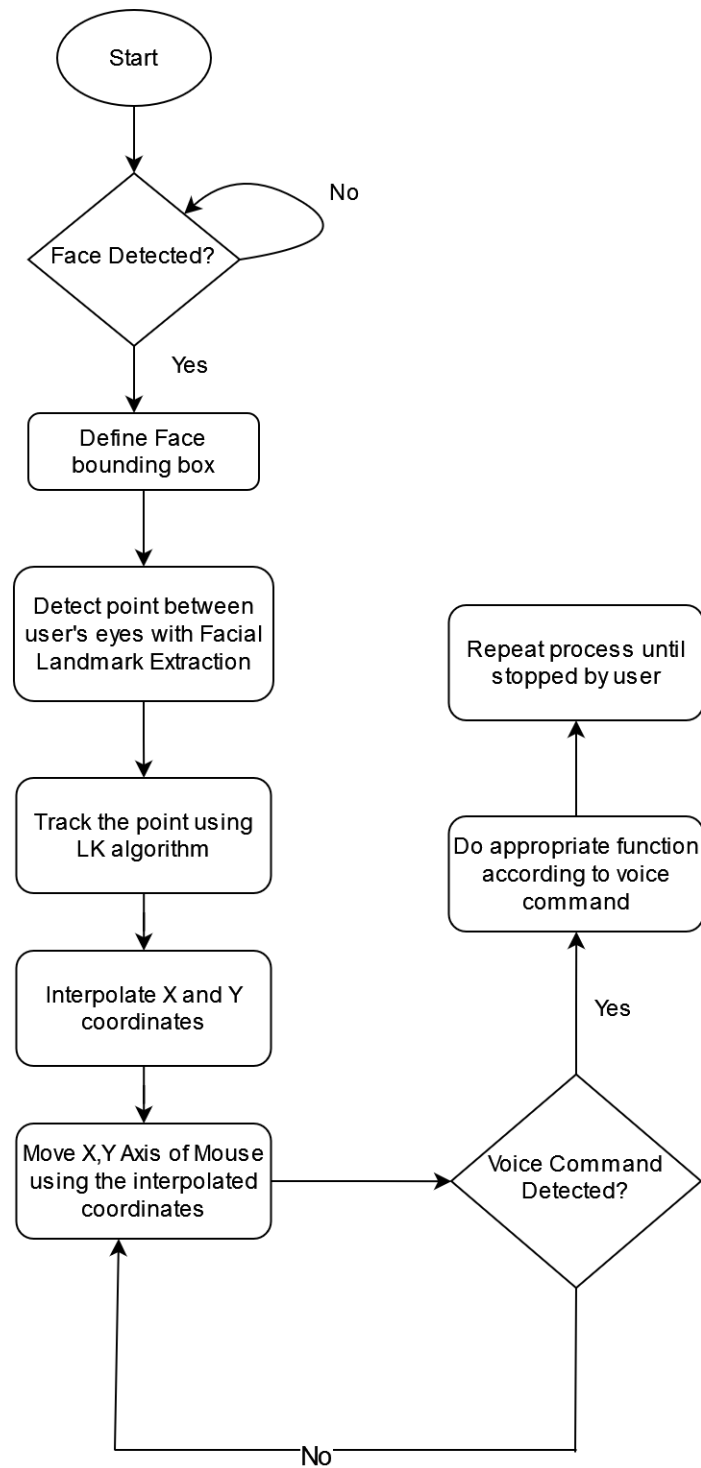 Start
No
Face Detected?
Yes
Define Face
bounding box
Detect point between
user's eyes with Facial
Landmark Extraction
Track the point using
LK algorithm
Interpolate X and Y
coordinates
Move X,Y Axis of Mouse
using the interpolated
coordinates
Voice Command
Detected?
Yes
Do appropriate function
according to voice
command
Repeat process until
stopped by user
No